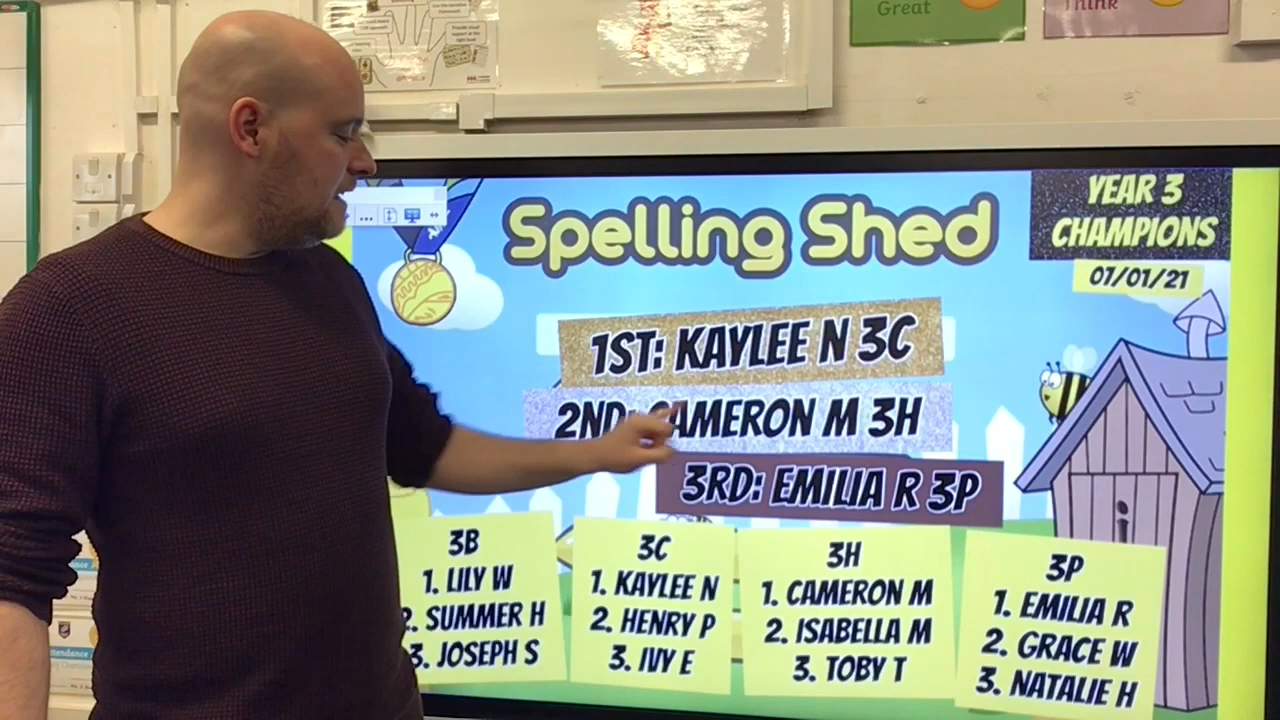 Great
Think
Spelling Shed
YEAR 3
CHAMPIONS
07/01/21
1ST: KAYLEE N 3C
2ND: CAMERON M 3H
3RD: EMILIA R 3P
3B
1. LILY W
2. SUMMER H
3. JOSEPH S
3C
1. KAYLEE N
2. HENRY P
3. IVY E
3H
1. CAMERON M
2. ISABELLA M
3. TOBY T
3P
1. EMILIA R
2. GRACE W
3. NATALIE H